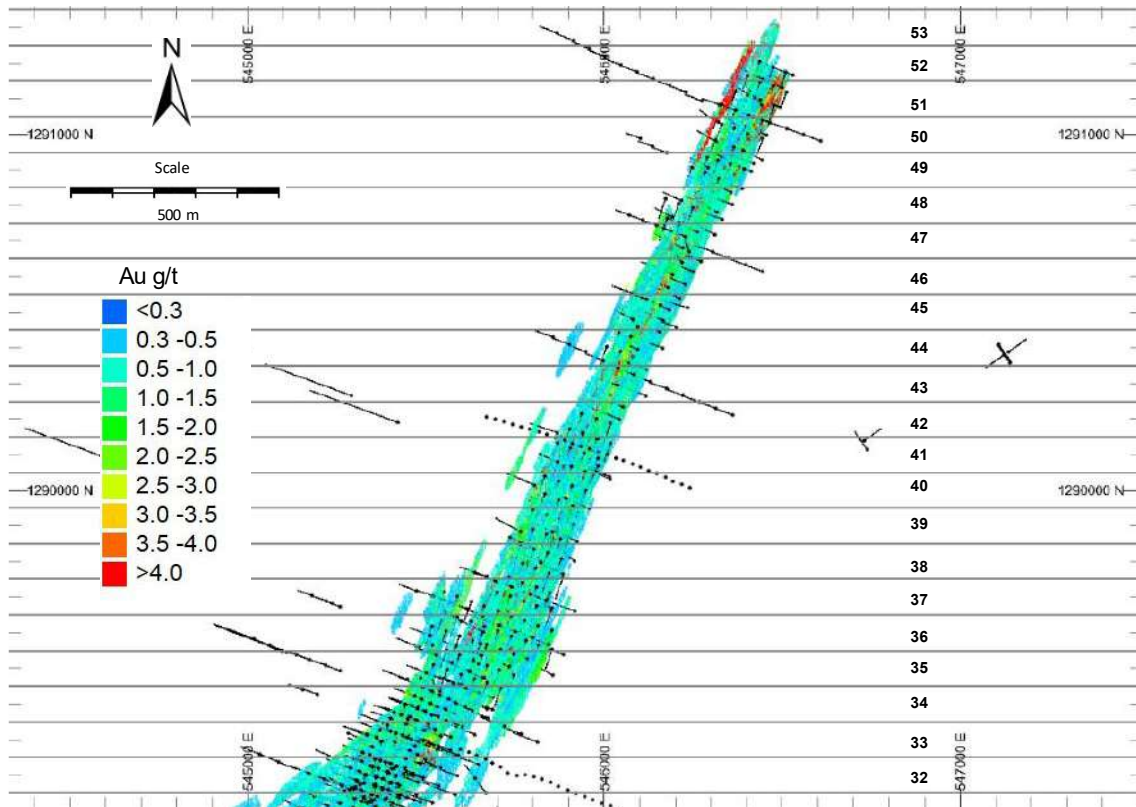 53
545000 E
546000 E
547000 E
52
N
51
1291000 N
50
1291000 N
Scale
49
500 m
48
47
46
Au g/t
<0.3
0.3 -0.5
0.5 -1.0
1.0 -1.5
1.5 -2.0
2.0 -2.5
2.5 -3.0
3.0 -3.5
3.5 -4.0
>4.0
45
44
43
42
41
1290000 N
40
1290000 N
39
38
37
36
35
34
33
545000 E
546000 E
547000 E
32